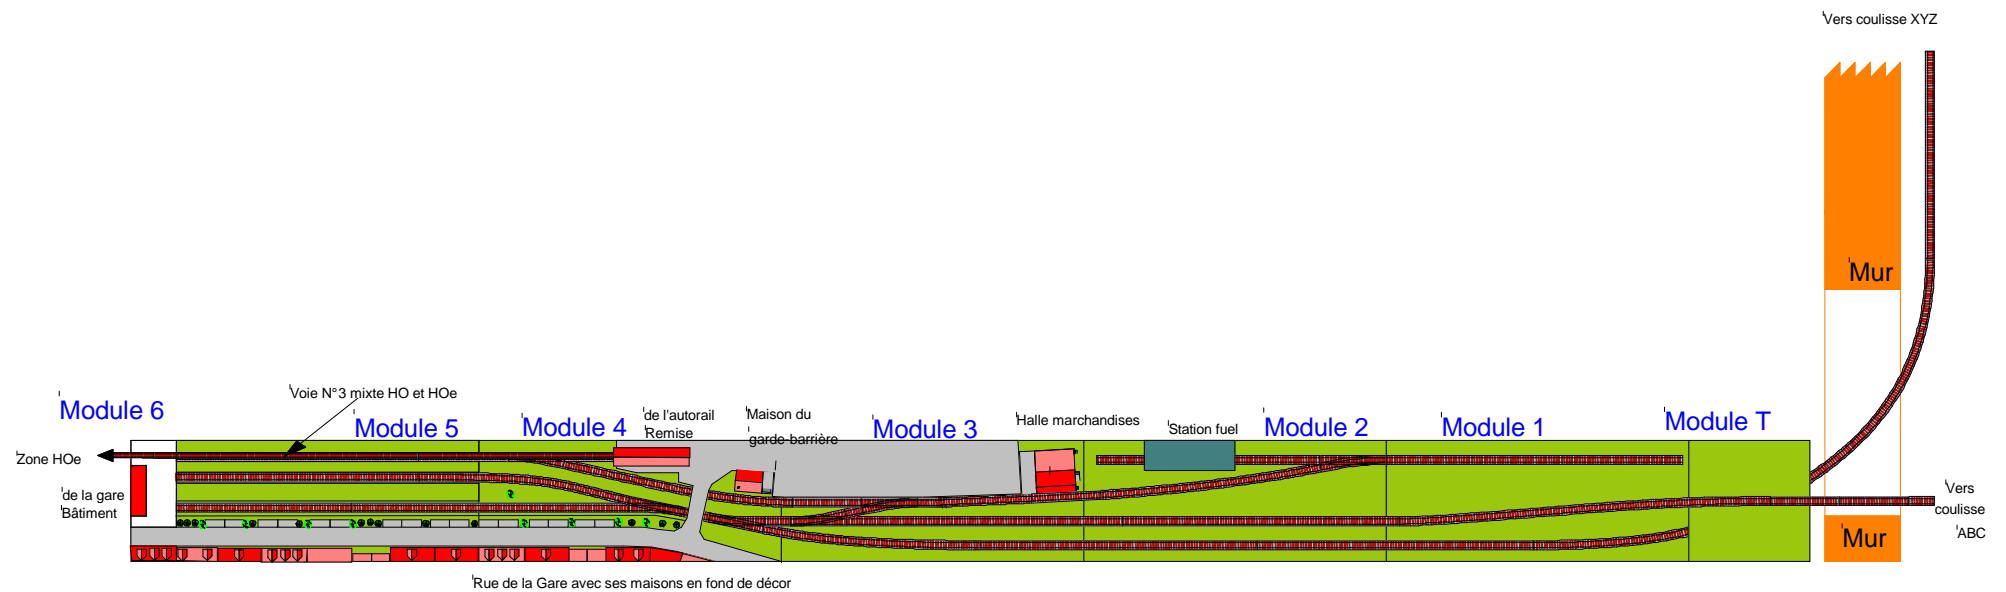 Vers coulisse XYZ
Mur
Voie N°3 mixte HO et HOe
Module 6
Module 5
Module 4
de l'autorail
Remise
Maison du
garde-barrière
Module 3
Halle marchandises
Station fuel
Module 2
Module 1
Module T
Zone HOe
de la gare
Bâtiment
Vers
coulisse
ABC
Mur
Rue de la Gare avec ses maisons en fond de décor